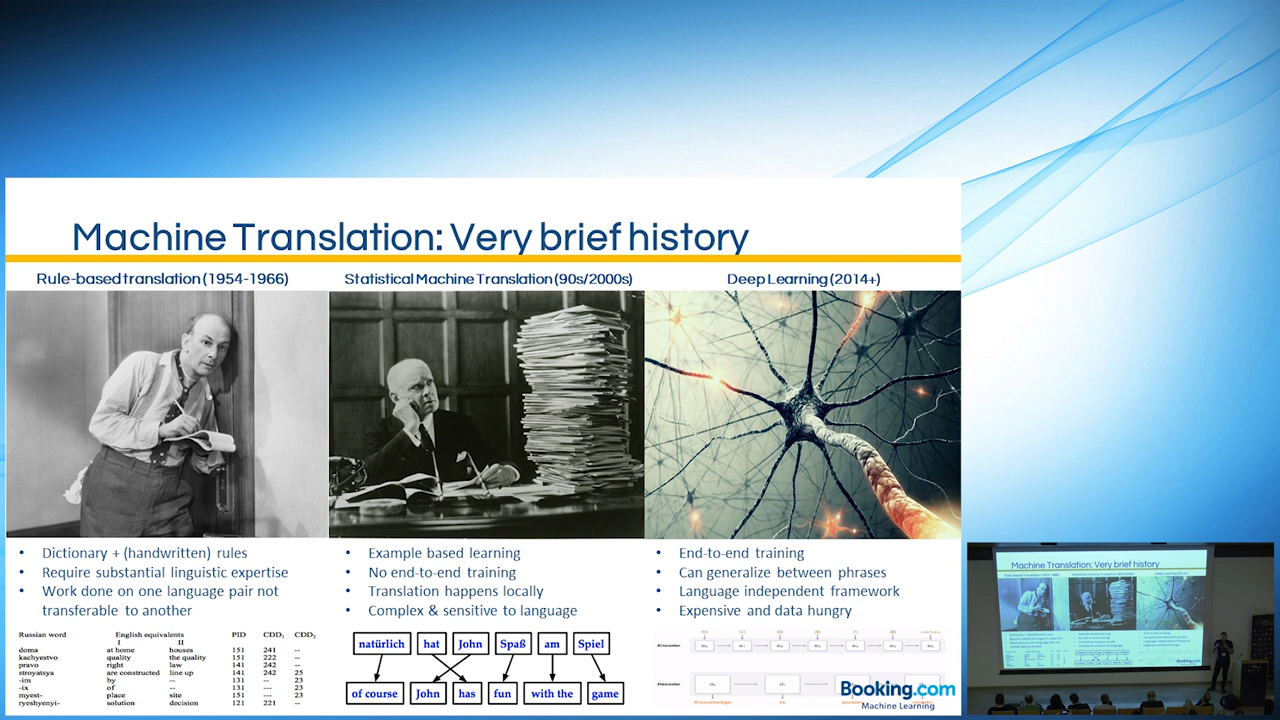 Machine Translation: Very brief history
Rule-based translation (1954-1966)
Statistical Machine Translation (90s/2000s)
Deep Learning (2014+)
• Dictionary + (handwritten) rules
• Require substantial linguistic expertise
• Work done on one language pair not
transferable to another
• Example based learning
• No end-to-end training
• Translation happens locally
• Complex & sensitive to language
• End-to-end training
• Can generalize between phrases
• Language independent framework
• Expensive and data hungry
Russian word English equivalents PID CDD₁ CDD₂
I II
doma at home houses 151 241 --
kachyestvo quality the quality 151 222 --
pravo right law 141 242 --
stroyatsya are constructed line up 141 242 25
-im by -- 131 -- 23
-ix of -- 131 --- 23
myest- place site 151 --- 23
ryeshyenyi- solution decision 121 221 --
natürlich hat John Spaß am Spiel
of course John has fun with the game
Encoder
Decoder
Knowledge is
Booking.com
Machine Learning
Machine Translation: Very brief history